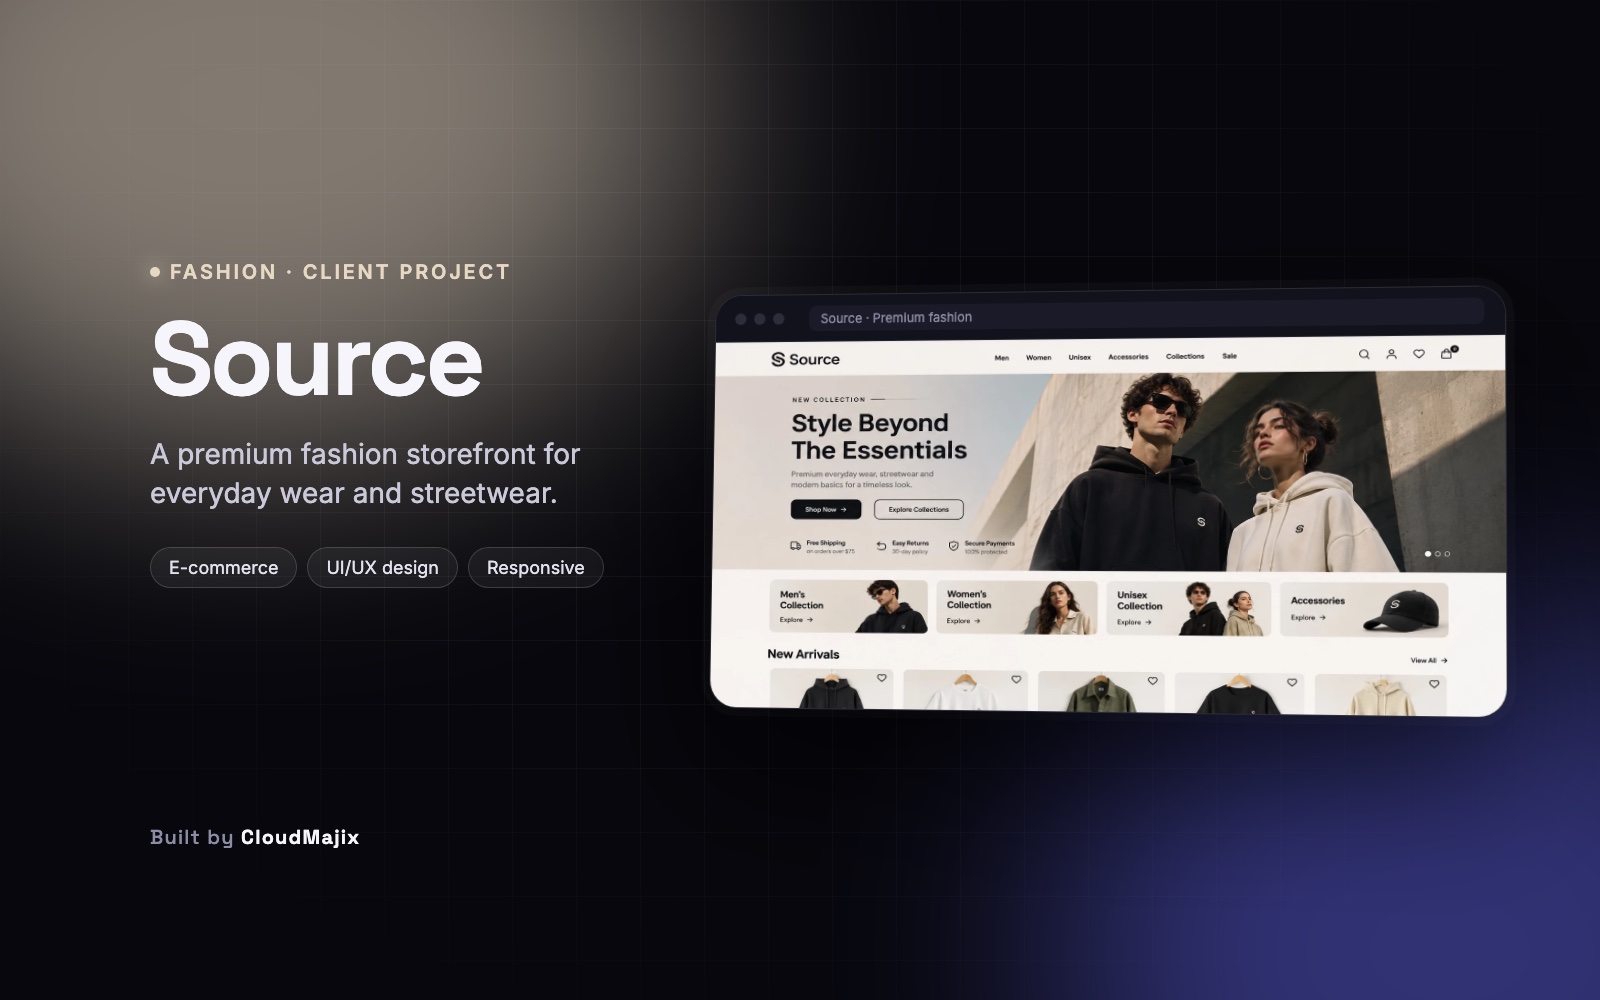 FASHION · CLIENT PROJECT
Source
A premium fashion storefront for
everyday wear and streetwear.
E-commerce
UI/UX design
Responsive
Built by CloudMajix
Source · Premium fashion
Source
Men
Women
Unisex
Accessories
Collections
Sale
NEW COLLECTION
Style Beyond
The Essentials
Premium everyday wear, streetwear and
modern basics for a timeless look.
Shop Now →
Explore Collections
Free Shipping
on orders over $75
Easy Returns
30-day policy
Secure Payments
100% protected
Men's
Collection
Explore →
Women's
Collection
Explore →
Unisex
Collection
Explore →
Accessories
Explore →
New Arrivals
View All →